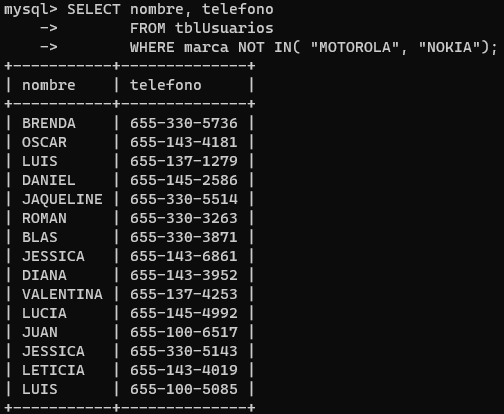 mysql> SELECT nombre, telefono
    ->        FROM tblUsuarios
    ->        WHERE marca NOT IN( "MOTOROLA", "NOKIA");
+-----------+--------------+
| nombre    | telefono     |
+-----------+--------------+
| BRENDA    | 655-330-5736 |
| OSCAR     | 655-143-4181 |
| LUIS      | 655-137-1279 |
| DANIEL    | 655-145-2586 |
| JAQUELINE | 655-330-5514 |
| ROMAN     | 655-330-3263 |
| BLAS      | 655-330-3871 |
| JESSICA   | 655-143-6861 |
| DIANA     | 655-143-3952 |
| VALENTINA | 655-137-4253 |
| LUCIA     | 655-145-4992 |
| JUAN      | 655-100-6517 |
| JESSICA   | 655-330-5143 |
| LETICIA   | 655-143-4019 |
| LUIS      | 655-100-5085 |
+-----------+--------------+